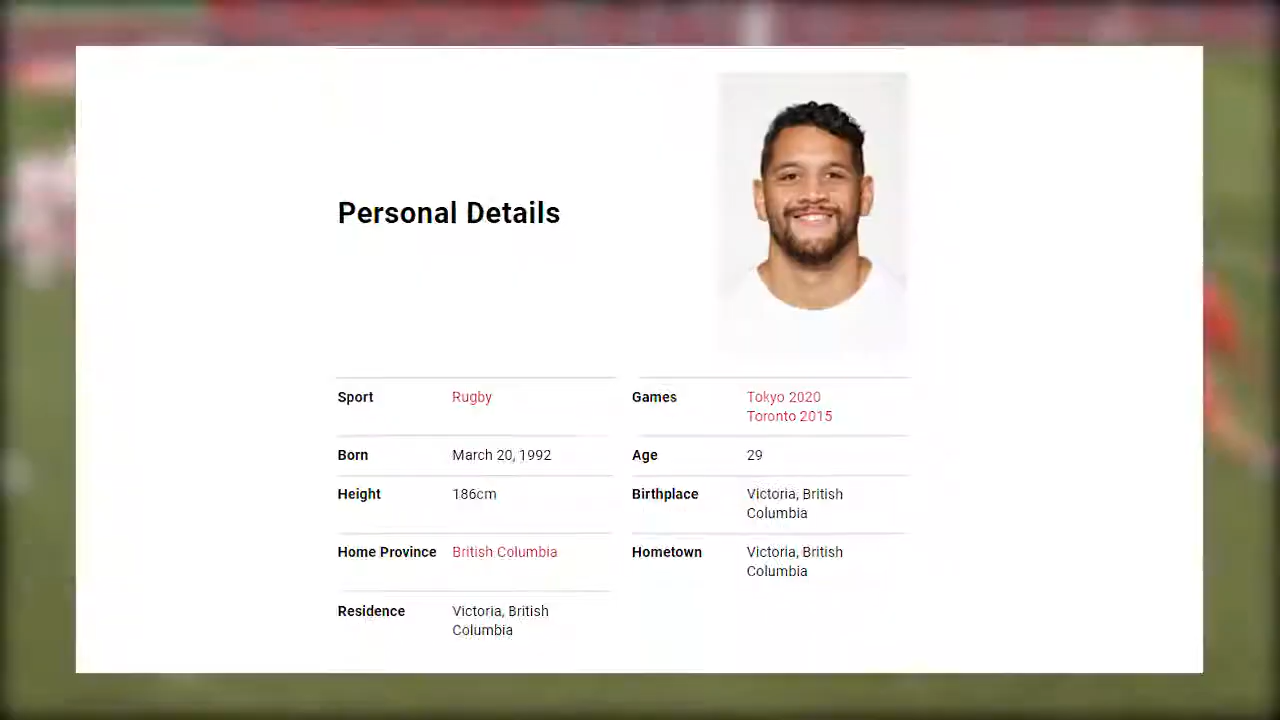 Personal Details
Sport Rugby
Games Tokyo 2020
Toronto 2015
Born March 20, 1992
Age 29
Height 186cm
Birthplace Victoria, British
Columbia
Home Province British Columbia
Hometown Victoria, British
Columbia
Residence Victoria, British
Columbia